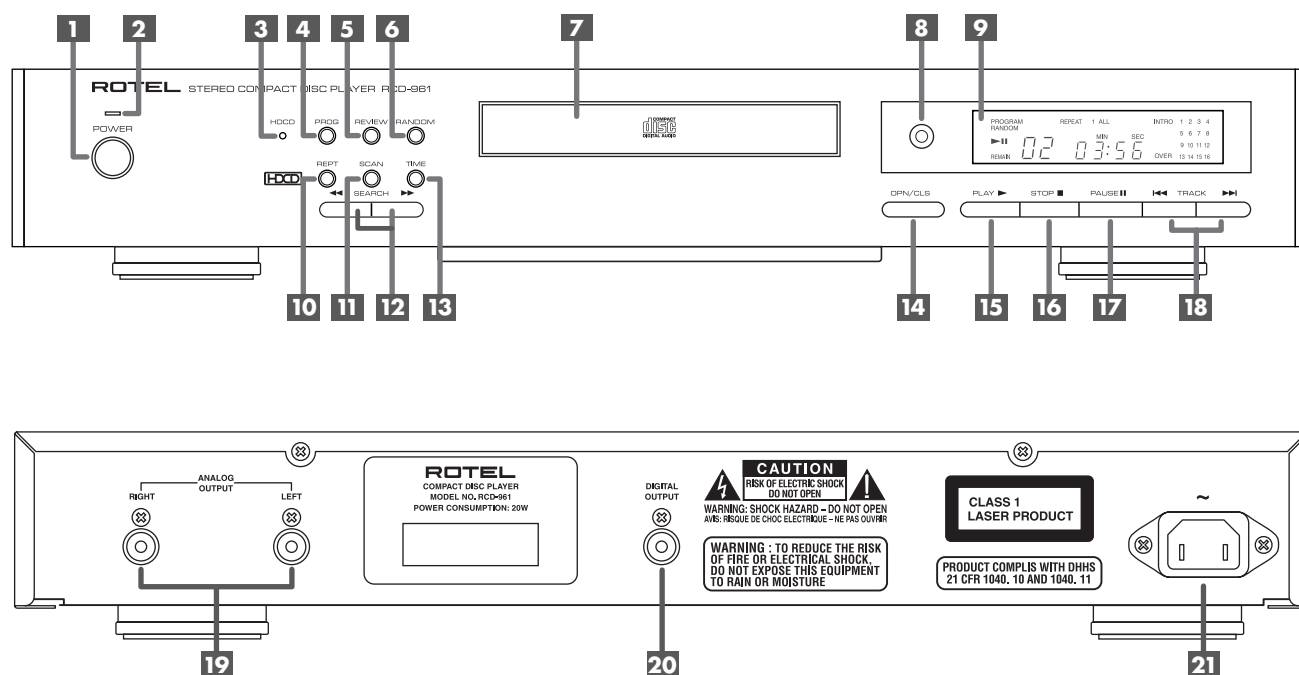 1 2 3 4 5 6 7 8 9
ROTEL STEREO COMPACT DISC PLAYER RCD-961
POWER
HDCD PROG REVIEW RANDOM
HDCD
REPT SCAN TIME
◀◀ SEARCH ▶▶
COMPACT
disc
DIGITAL AUDIO
PROGRAM REPEAT 1 ALL INTRO 1 2 3 4
RANDOM 5 6 7 8
MIN SEC
▶II 02 03:56 9 10 11 12
REMAIN OVER 13 14 15 16
OPN/CLS PLAY ▶ STOP ■ PAUSE II I◀◀ TRACK ▶▶I
10 11 12 13 14 15 16 17 18
ANALOG
OUTPUT
RIGHT LEFT
ROTEL
COMPACT DISC PLAYER
MODEL NO. RCD-961
POWER CONSUMPTION: 20W
DIGITAL
OUTPUT
CAUTION
RISK OF ELECTRIC SHOCK
DO NOT OPEN
WARNING: SHOCK HAZARD – DO NOT OPEN
AVIS: RISQUE DE CHOC ELECTRIQUE – NE PAS OUVRIR
WARNING : TO REDUCE THE RISK
OF FIRE OR ELECTRICAL SHOCK,
DO NOT EXPOSE THIS EQUIPMENT
TO RAIN OR MOISTURE
CLASS 1
LASER PRODUCT
PRODUCT COMPLIS WITH DHHS
21 CFR 1040. 10 AND 1040. 11
~
19 20 21